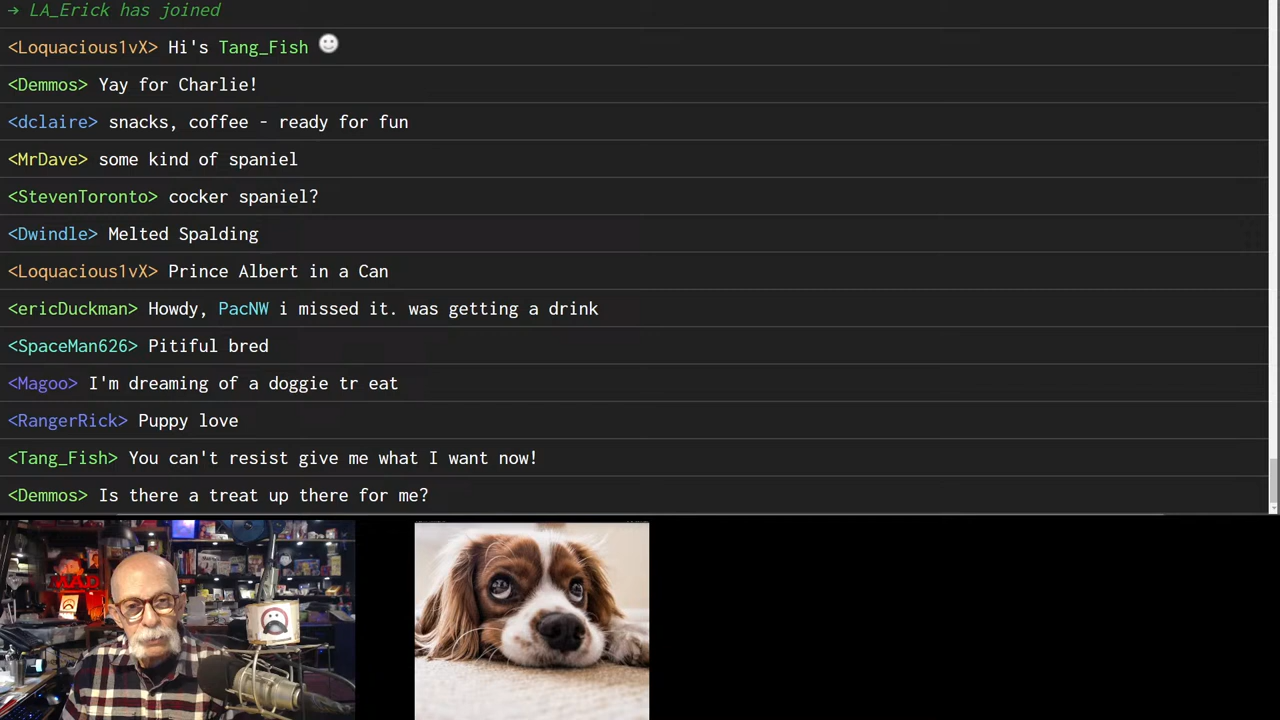 → LA_Erick has joined
<Loquacious1vX> Hi's Tang_Fish
<Demmos> Yay for Charlie!
<dclaire> snacks, coffee - ready for fun
<MrDave> some kind of spaniel
<StevenToronto> cocker spaniel?
<Dwindle> Melted Spalding
<Loquacious1vX> Prince Albert in a Can
<ericDuckman> Howdy, PacNW i missed it. was getting a drink
<SpaceMan626> Pitiful bred
<Magoo> I'm dreaming of a doggie tr eat
<RangerRick> Puppy love
<Tang_Fish> You can't resist give me what I want now!
<Demmos> Is there a treat up there for me?
MAD